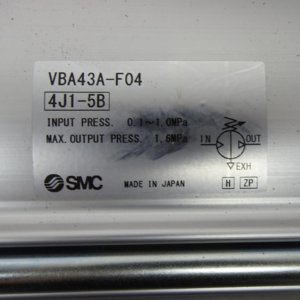 VBA43A-F04
4J1-5B
INPUT PRESS. 0.1~1.0MPa
MAX. OUTPUT PRESS. 1.6MPa
IN OUT
EXH
SMC MADE IN JAPAN H ZP